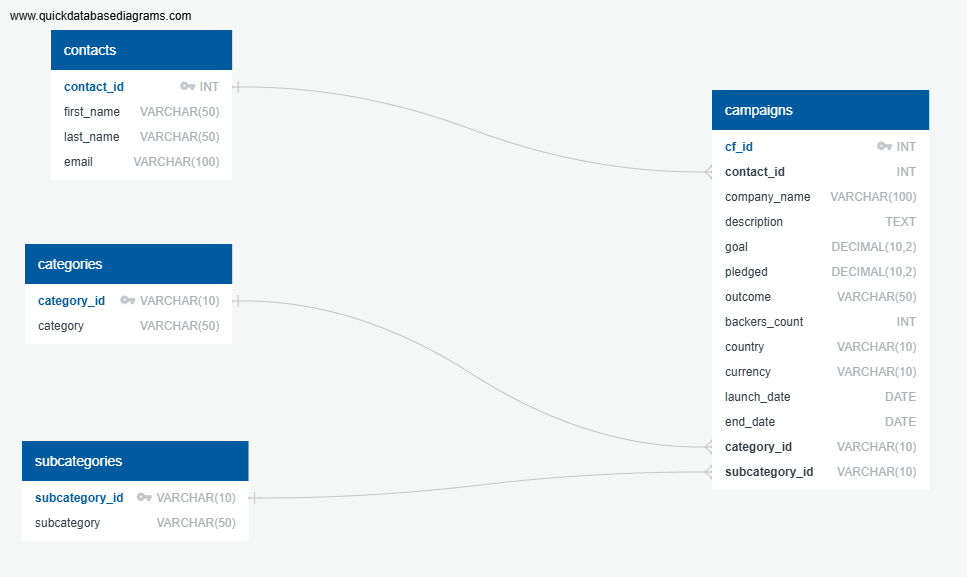 www.quickdatabasediagrams.com
contacts
contact_id INT
first_name VARCHAR(50)
last_name VARCHAR(50)
email VARCHAR(100)
categories
category_id VARCHAR(10)
category VARCHAR(50)
subcategories
subcategory_id VARCHAR(10)
subcategory VARCHAR(50)
campaigns
cf_id INT
contact_id INT
company_name VARCHAR(100)
description TEXT
goal DECIMAL(10,2)
pledged DECIMAL(10,2)
outcome VARCHAR(50)
backers_count INT
country VARCHAR(10)
currency VARCHAR(10)
launch_date DATE
end_date DATE
category_id VARCHAR(10)
subcategory_id VARCHAR(10)